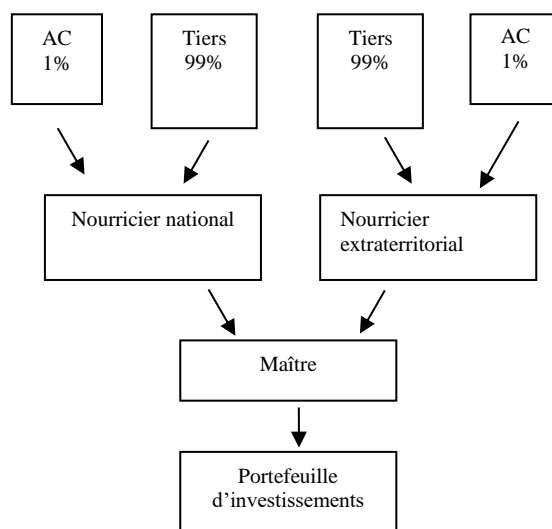 AC
1%
Tiers
99%
Tiers
99%
AC
1%
Nourricier national
Nourricier
extraterritorial
Maître
Portefeuille
d'investissements